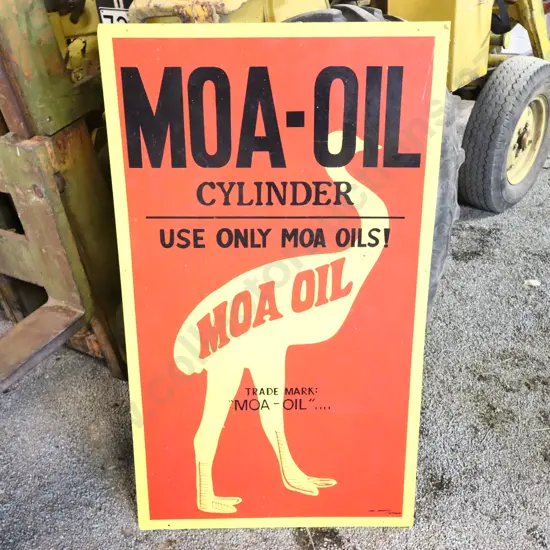 MOA-OIL
CYLINDER
USE ONLY MOA OILS!
MOA OIL
TRADE MARK:
"MOA-OIL"....